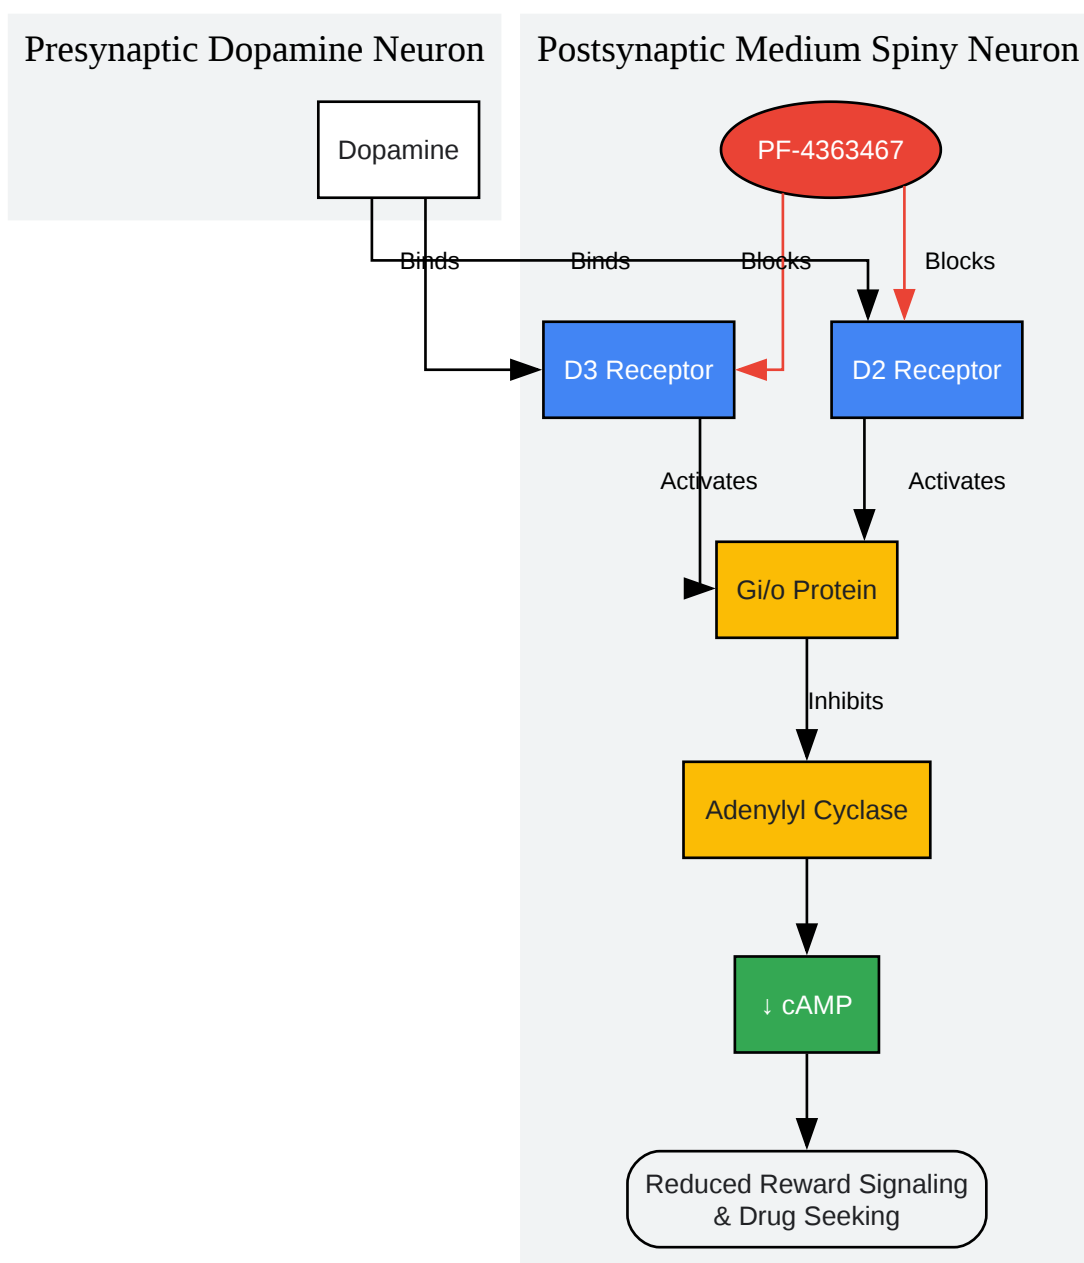 Presynaptic Dopamine Neuron
Postsynaptic Medium Spiny Neuron
Dopamine
PF-4363467
Binds
Binds
Blocks
Blocks
D3 Receptor
D2 Receptor
Activates
Activates
Gi/o Protein
Inhibits
Adenylyl Cyclase
↓ cAMP
Reduced Reward Signaling
& Drug Seeking